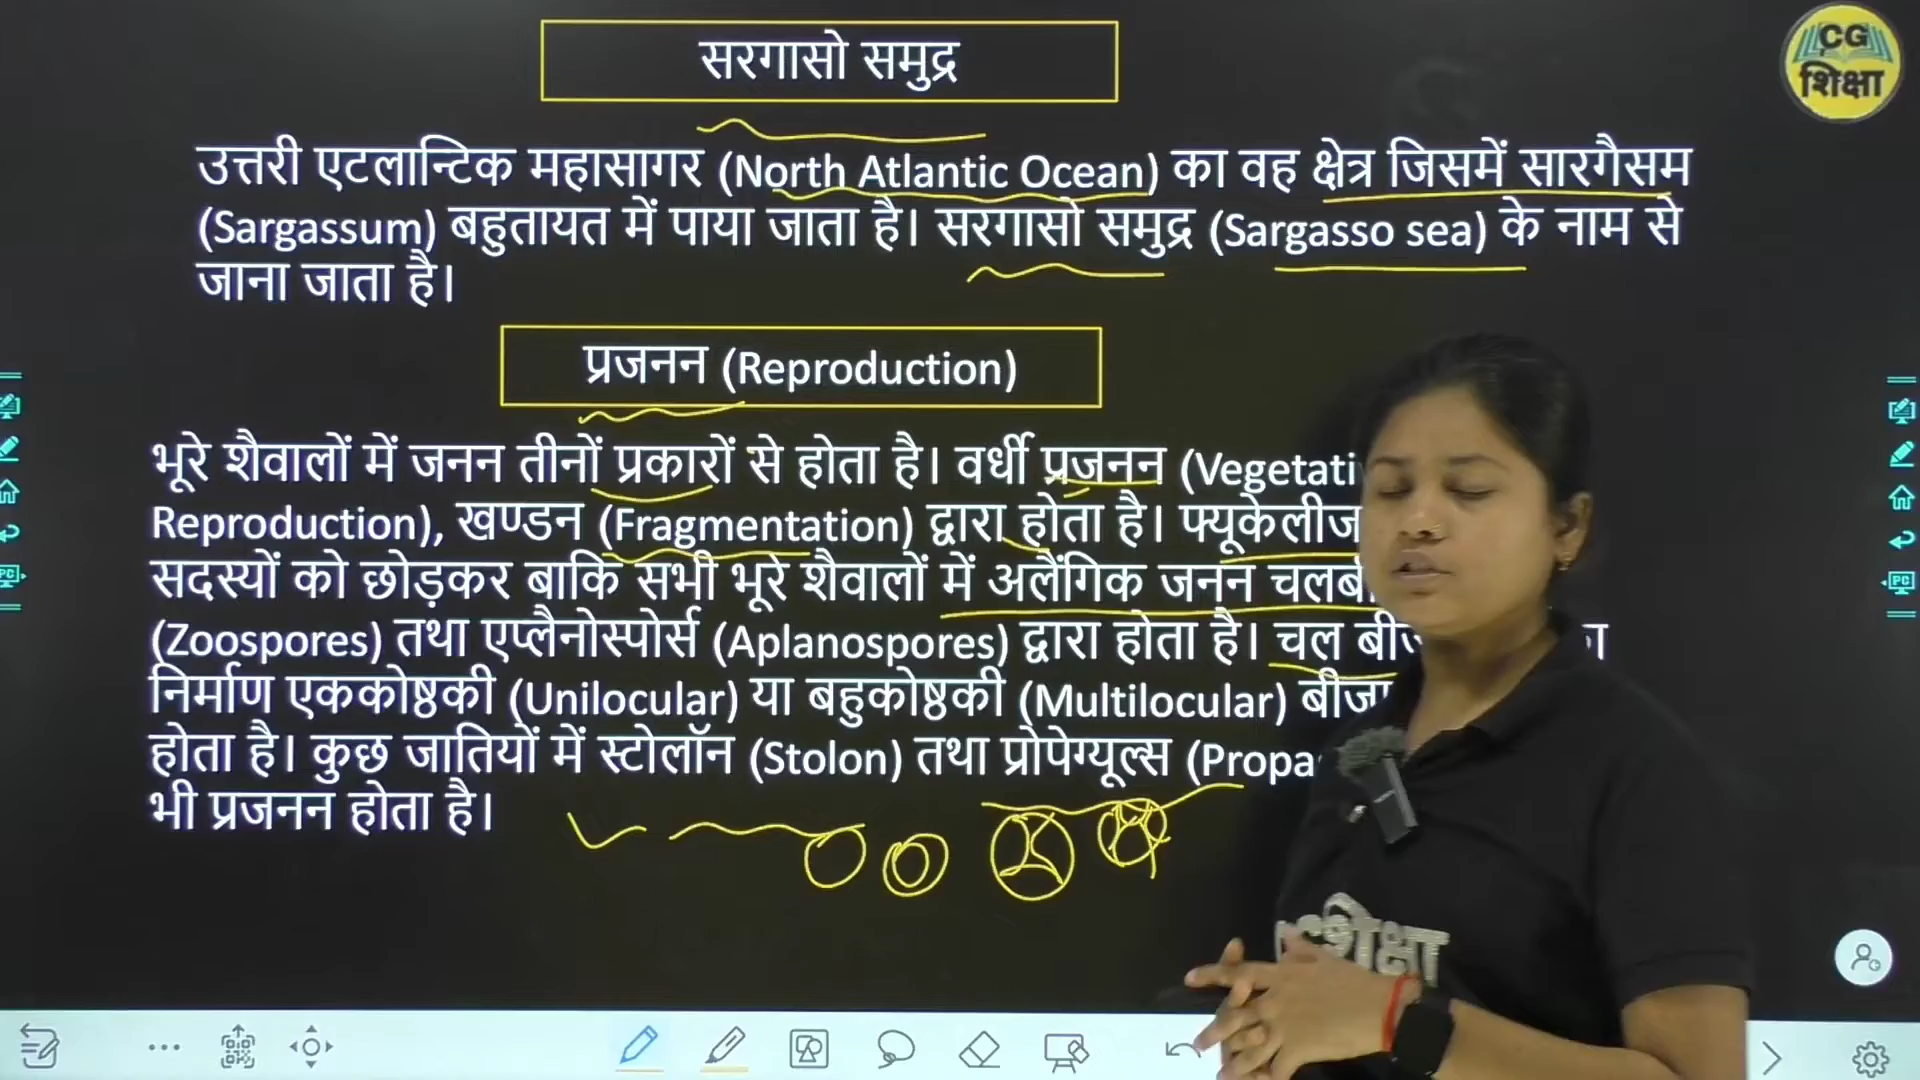 सरगासो समुद्र
CG
शिक्षा
उत्तरी एटलान्टिक महासागर (North Atlantic Ocean) का वह क्षेत्र जिसमें सारगैसम
(Sargassum) बहुतायत में पाया जाता है। सरगासो समुद्र (Sargasso sea) के नाम से
जाना जाता है।
प्रजनन (Reproduction)
भूरे शैवालों में जनन तीनों प्रकारों से होता है। वर्धी प्रजनन (Vegetati
Reproduction), खण्डन (Fragmentation) द्वारा होता है। फ्यूकेलीज
सदस्यों को छोड़कर बाकि सभी भूरे शैवालों में अलैंगिक जनन चलबी
(Zoospores) तथा एप्लैनोस्पोर्स (Aplanospores) द्वारा होता है। चल बीज
निर्माण एककोष्ठकी (Unilocular) या बहुकोष्ठकी (Multilocular) बीजा
होता है। कुछ जातियों में स्टोलॉन (Stolon) तथा प्रोपेग्यूल्स (Propa
भी प्रजनन होता है।
PC
PC